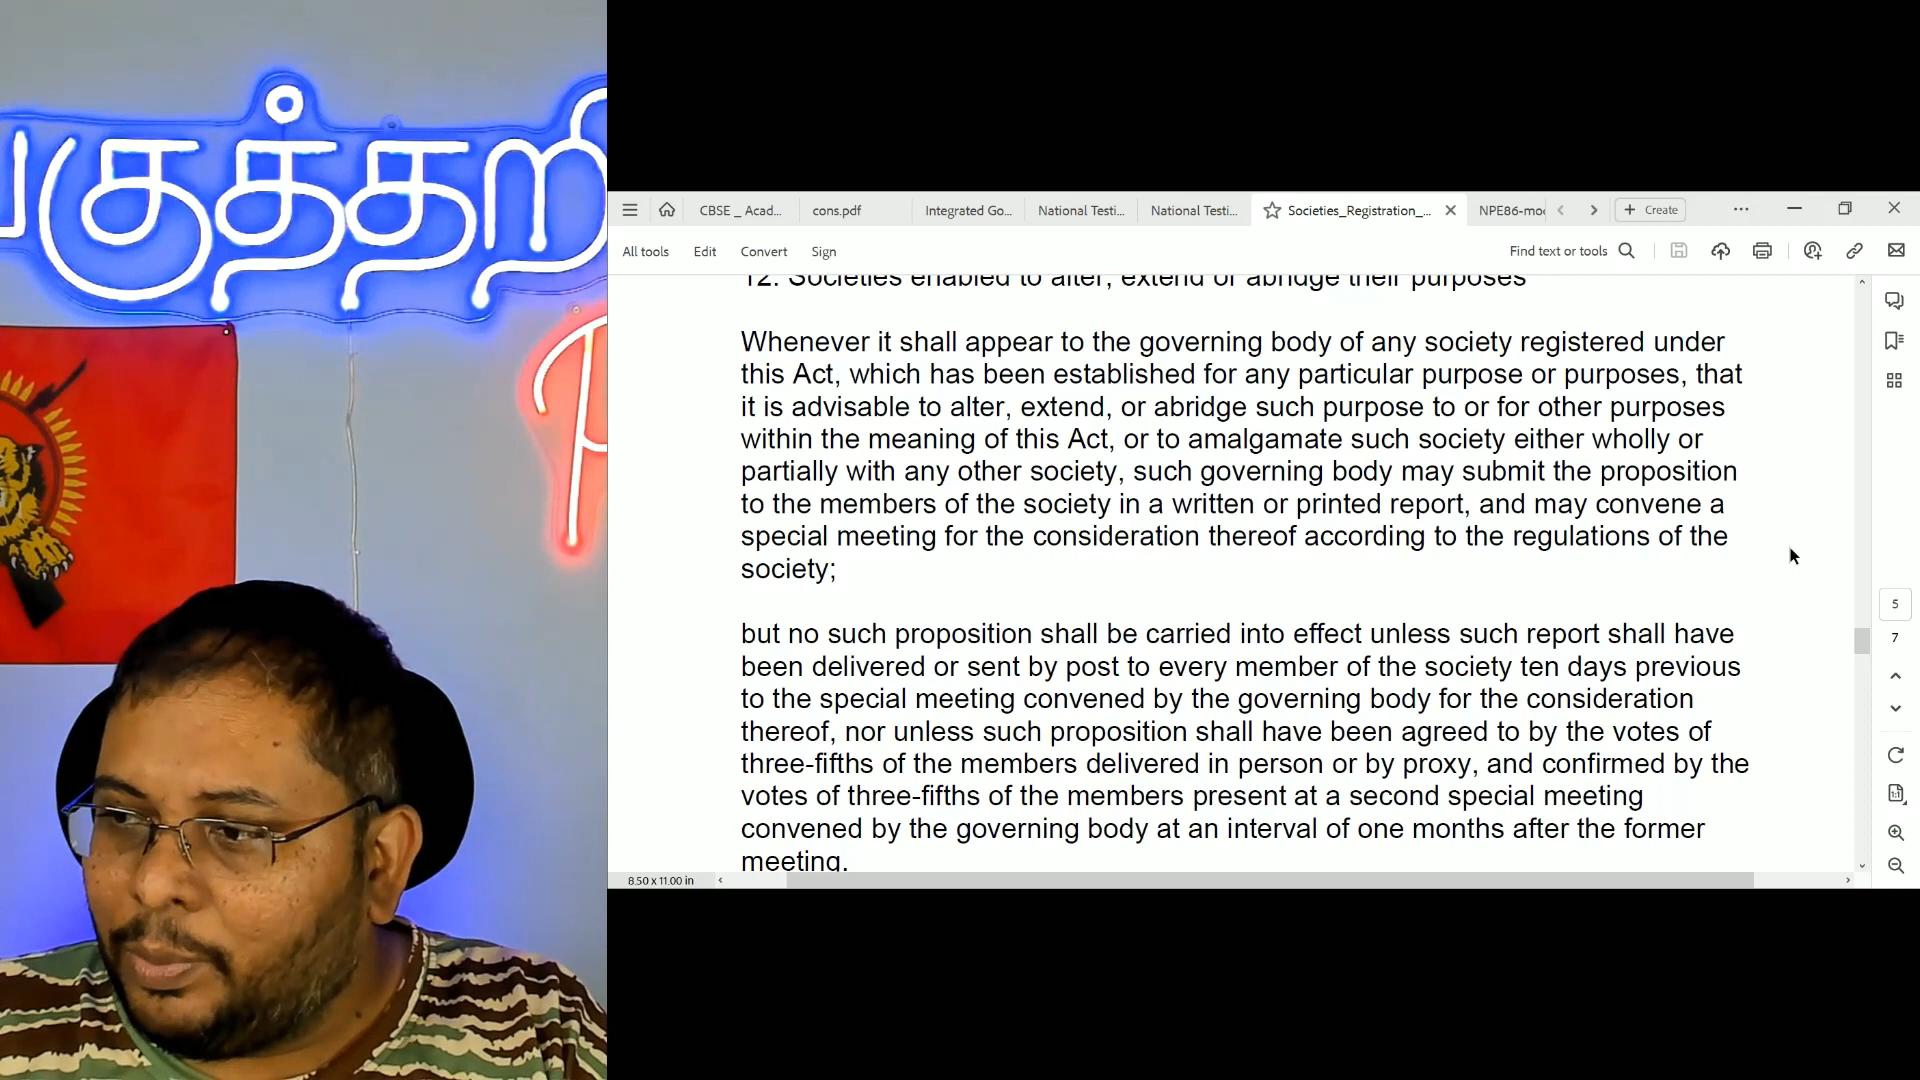 குத்தறி
CBSE _ Acad...
cons.pdf
Integrated Go...
National Testi...
National Testi...
Societies_Registration_...
NPE86-mo
+ Create
All tools
Edit
Convert
Sign
Find text or tools
12. Societies enabled to alter, extend or abridge their purposes
Whenever it shall appear to the governing body of any society registered under
this Act, which has been established for any particular purpose or purposes, that
it is advisable to alter, extend, or abridge such purpose to or for other purposes
within the meaning of this Act, or to amalgamate such society either wholly or
partially with any other society, such governing body may submit the proposition
to the members of the society in a written or printed report, and may convene a
special meeting for the consideration thereof according to the regulations of the
society;
but no such proposition shall be carried into effect unless such report shall have
been delivered or sent by post to every member of the society ten days previous
to the special meeting convened by the governing body for the consideration
thereof, nor unless such proposition shall have been agreed to by the votes of
three-fifths of the members delivered in person or by proxy, and confirmed by the
votes of three-fifths of the members present at a second special meeting
convened by the governing body at an interval of one months after the former
meeting.
5
7
8.50 x 11.00 in